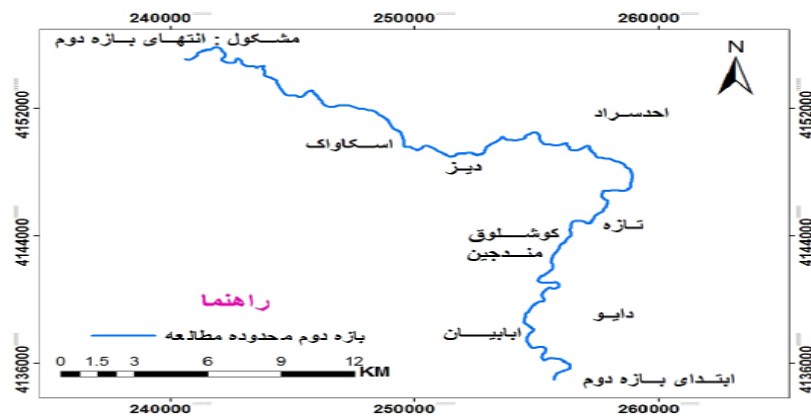 240000 250000 260000
مشکول : انتهای بازه دوم
N
4152000
4152000
احدسراد
اسکاواک
دیز
تازه
4144000
4144000
کوشلوق
مندجین
راهنما
دایو
بازه دوم محدوده مطالعه
ابابیان
0 1.5 3 6 9 12
KM
4136000
4136000
ابتدای بازه دوم
240000 250000 260000